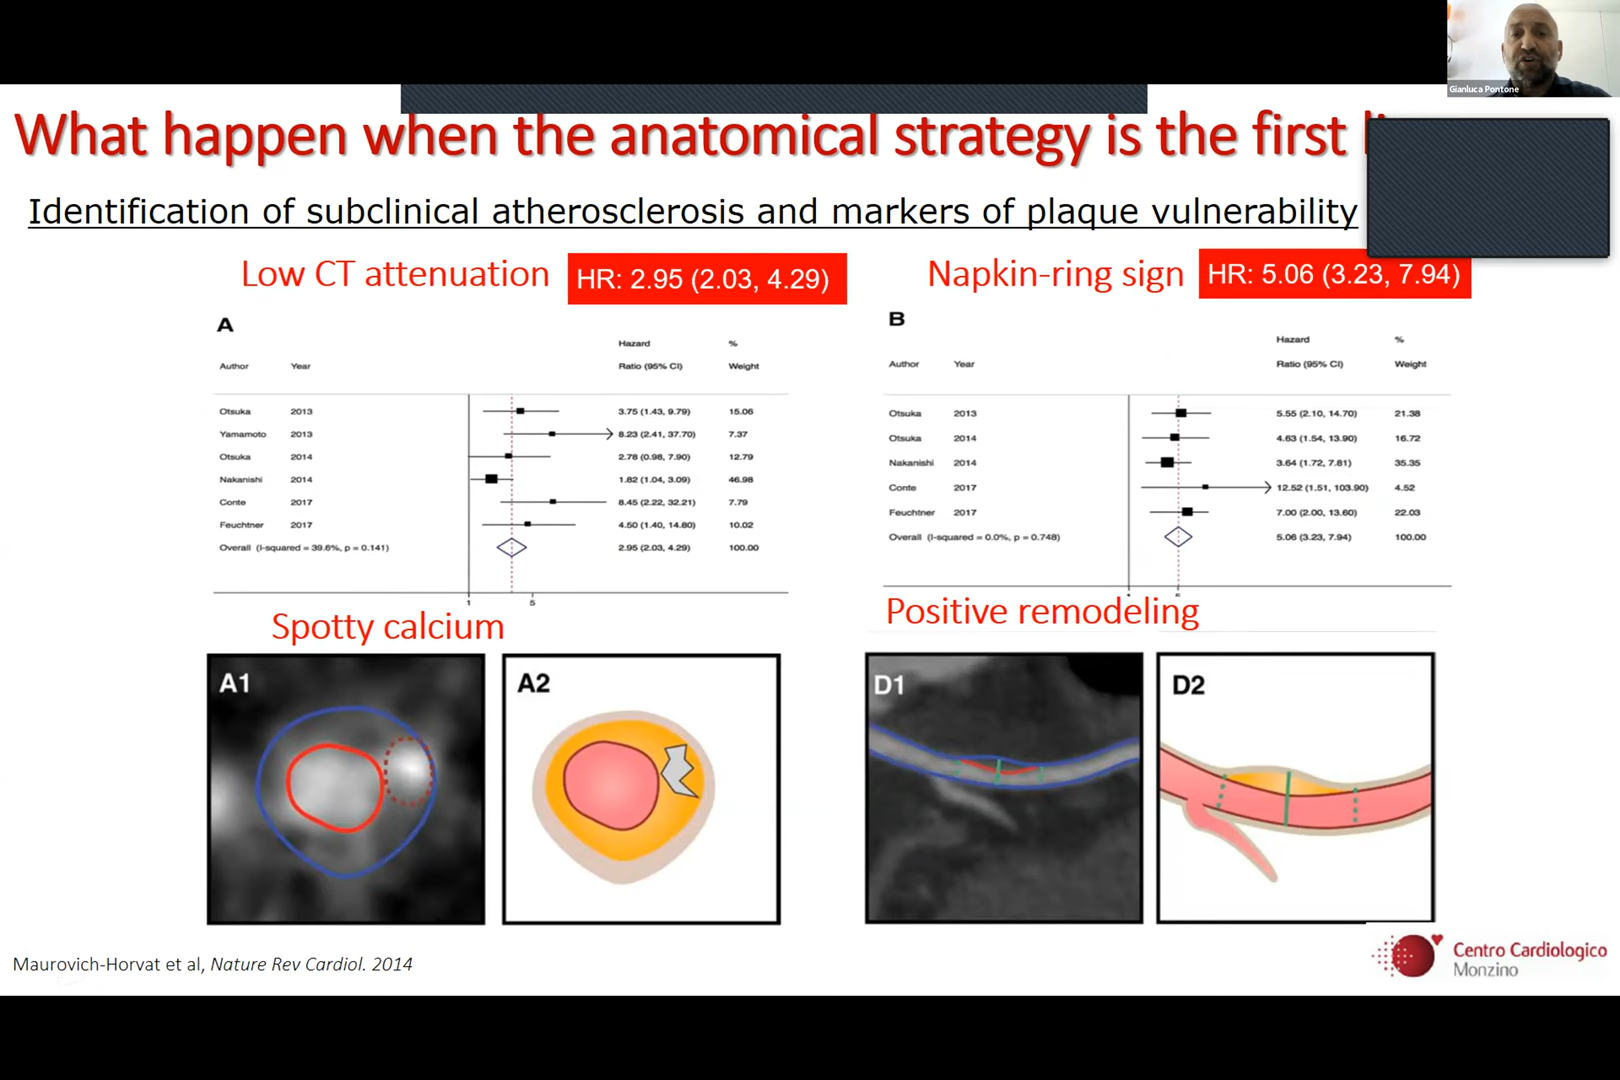 Gianluca Pontone
What happen when the anatomical strategy is the first
Identification of subclinical atherosclerosis and markers of plaque vulnerability
Low CT attenuation
HR: 2.95 (2.03, 4.29)
Napkin-ring sign
HR: 5.06 (3.23, 7.94)
A
Hazard %
Author Year Ratio (95% CI) Weight
Otsuka 2013 3.75 (1.43, 9.79) 15.06
Yamamoto 2013 8.23 (2.41, 37.70) 7.37
Otsuka 2014 2.78 (0.98, 7.90) 12.79
Nakanishi 2014 1.82 (1.04, 3.09) 46.98
Conte 2017 8.45 (2.22, 32.21) 7.79
Feuchtner 2017 4.50 (1.40, 14.80) 10.02
Overall (I-squared = 39.6%, p = 0.141) 2.95 (2.03, 4.29) 100.00
1 5
B
Hazard %
Author Year Ratio (95% CI) Weight
Otsuka 2013 5.55 (2.10, 14.70) 21.38
Otsuka 2014 4.63 (1.54, 13.90) 16.72
Nakanishi 2014 3.64 (1.72, 7.81) 35.35
Conte 2017 12.52 (1.51, 103.90) 4.52
Feuchtner 2017 7.00 (2.00, 13.60) 22.03
Overall (I-squared = 0.0%, p = 0.748) 5.06 (3.23, 7.94) 100.00
Spotty calcium
Positive remodeling
A1
A2
D1
D2
Maurovich-Horvat et al, Nature Rev Cardiol. 2014
Centro Cardiologico
Monzino